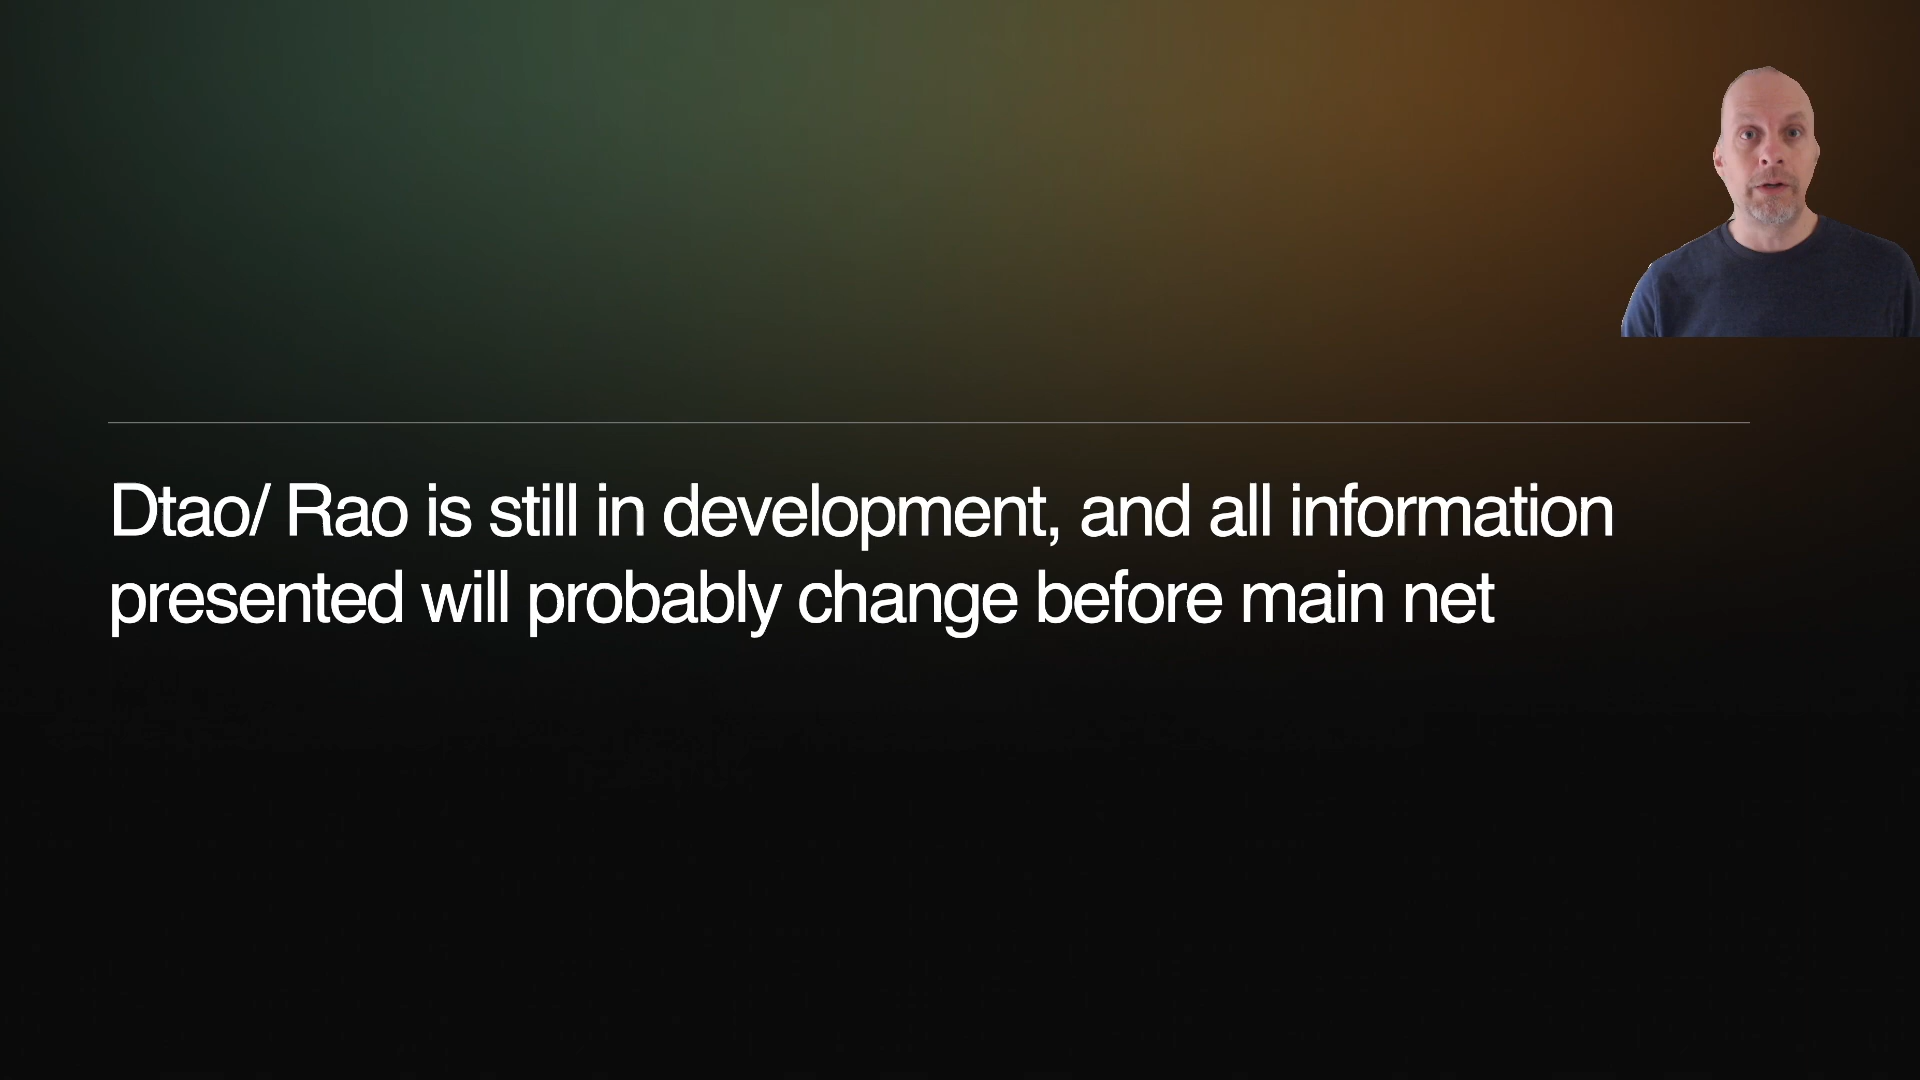 Dtao/ Rao is still in development, and all information
presented will probably change before main net